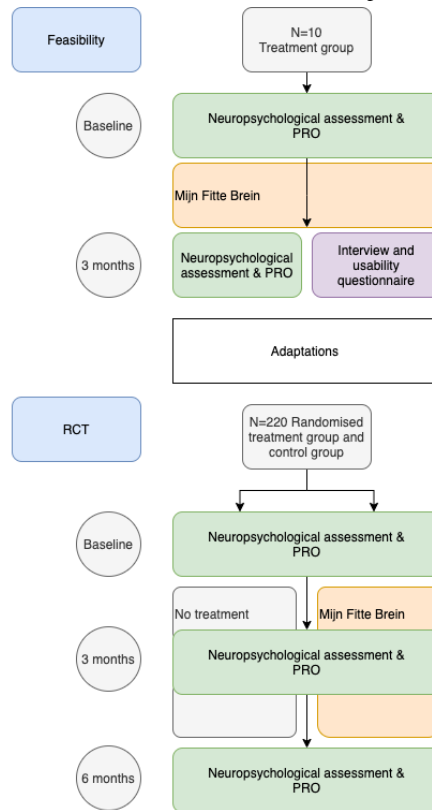 Feasibility
N=10
Treatment group
Baseline
Neuropsychological assessment &
PRO
Mijn Fitte Brein
3 months
Neuropsychological
assessment & PRO
Interview and
usability
questionnaire
Adaptations
RCT
N=220 Randomised
treatment group and
control group
Baseline
Neuropsychological assessment &
PRO
No treatment
Mijn Fitte Brein
3 months
Neuropsychological assessment &
PRO
6 months
Neuropsychological assessment &
PRO